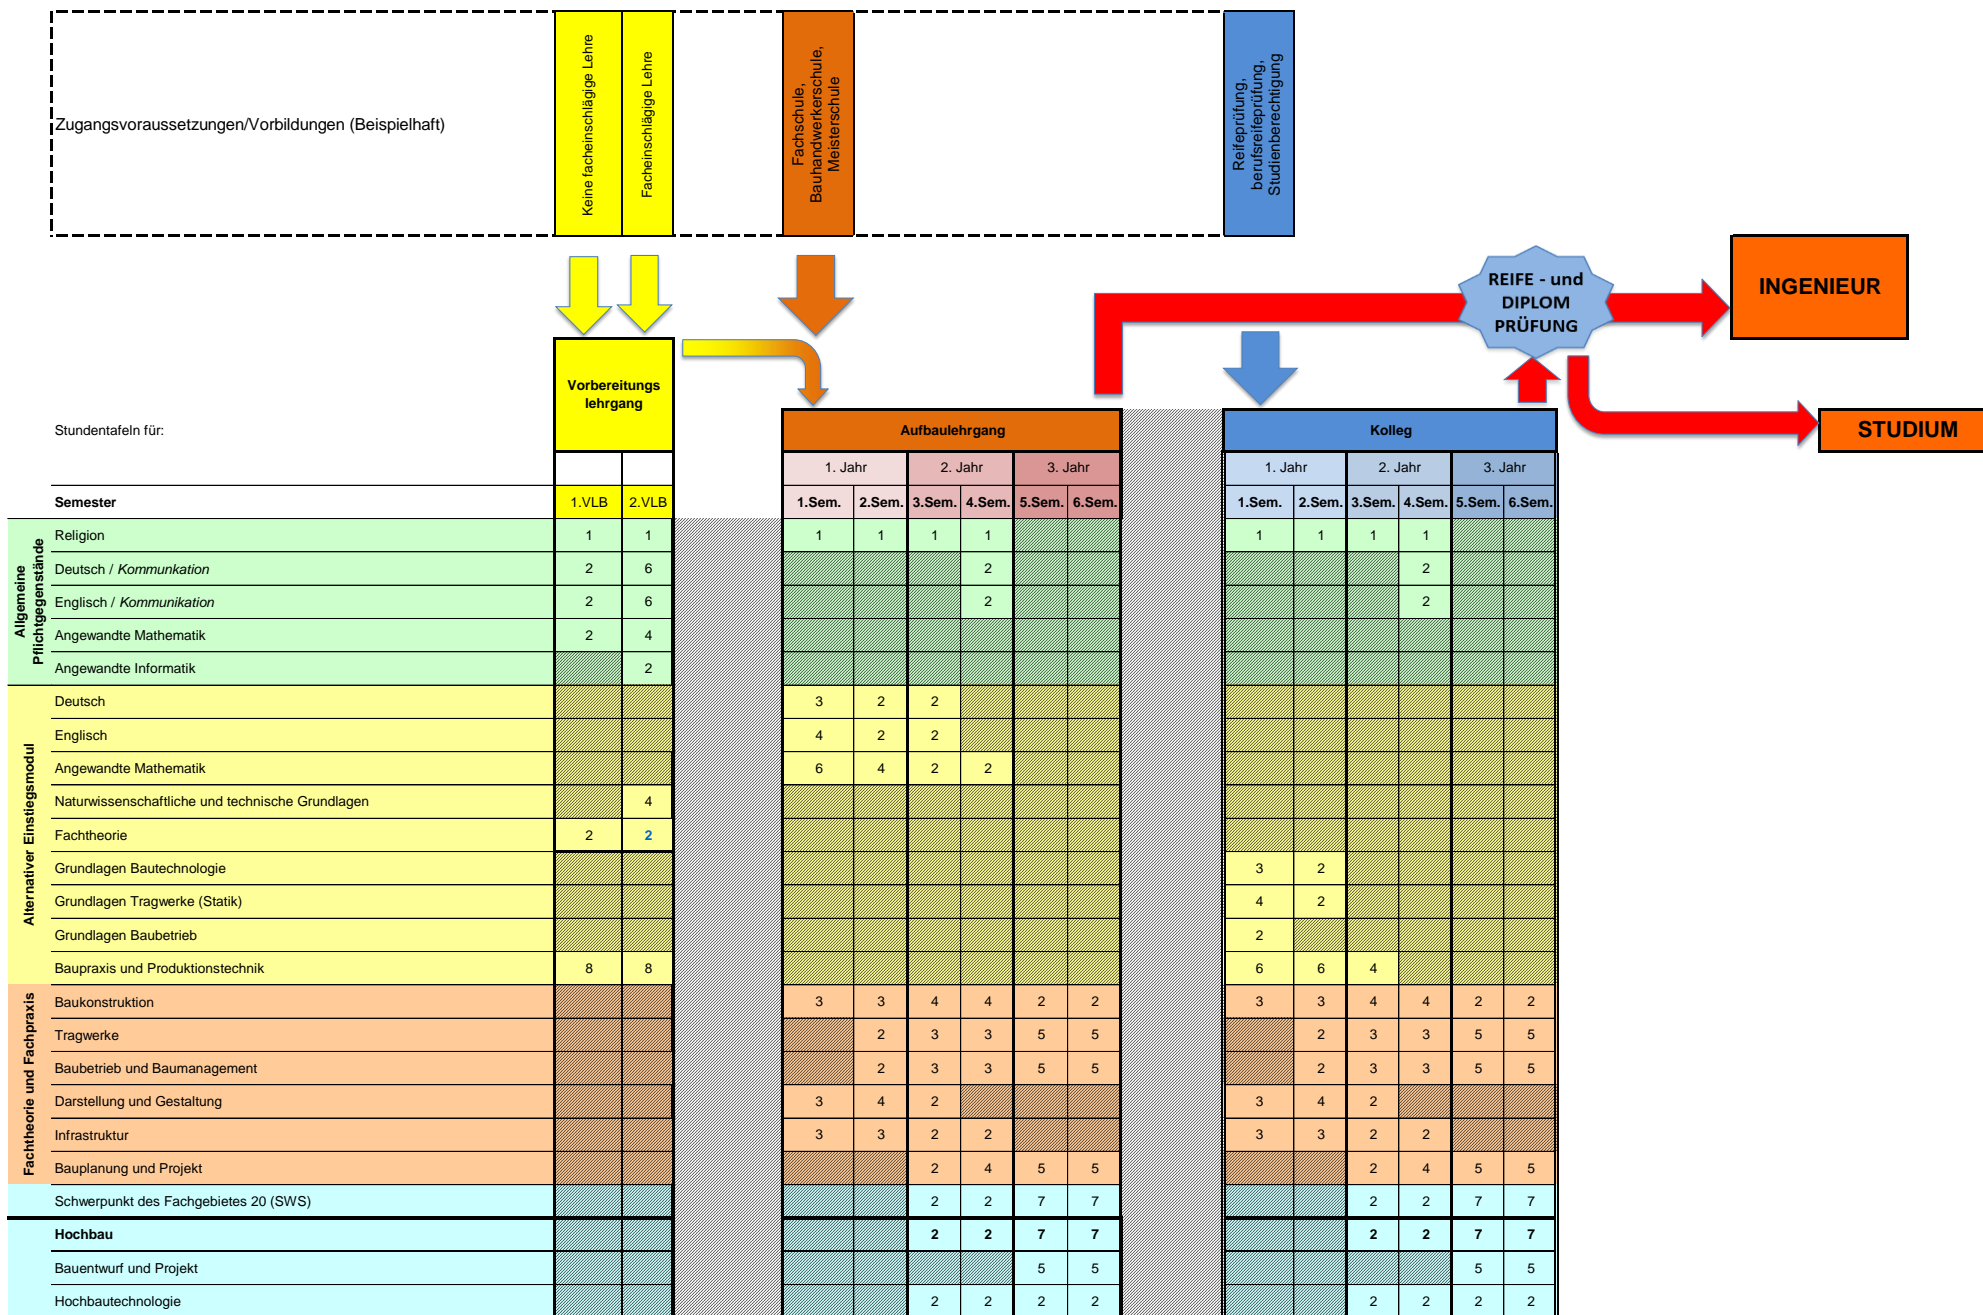 Zugangsvoraussetzungen/Vorbildungen (Beispielhaft)
Keine facheinschlägige Lehre
Facheinschlägige Lehre
Fachschule,
Bauhandwerkerschule,
Meisterschule
Reifeprüfung,
berufsreifeprüfung,
Studienberechtigung
REIFE - und
DIPLOM
PRÜFUNG
INGENIEUR
STUDIUM
Vorbereitungs
lehrgang
Stundentafeln für:
Aufbaulehrgang
Kolleg
1. Jahr 2. Jahr 3. Jahr 1. Jahr 2. Jahr 3. Jahr
Semester 1.VLB 2.VLB 1.Sem. 2.Sem. 3.Sem. 4.Sem. 5.Sem. 6.Sem. 1.Sem. 2.Sem. 3.Sem. 4.Sem. 5.Sem. 6.Sem.
Allgemeine
Pflichtgegenstände
Religion 1 1 1 1 1 1 1 1 1 1
Deutsch / Kommunkation 2 6 2 2
Englisch / Kommunikation 2 6 2 2
Angewandte Mathematik 2 4
Angewandte Informatik 2
Alternativer Einstiegsmodul
Deutsch 3 2 2
Englisch 4 2 2
Angewandte Mathematik 6 4 2 2
Naturwissenschaftliche und technische Grundlagen 4
Fachtheorie 2 2
Grundlagen Bautechnologie 3 2
Grundlagen Tragwerke (Statik) 4 2
Grundlagen Baubetrieb 2
Baupraxis und Produktionstechnik 8 8 6 6 4
Fachtheorie und Fachpraxis
Baukonstruktion 3 3 4 4 2 2 3 3 4 4 2 2
Tragwerke 2 3 3 5 5 2 3 3 5 5
Baubetrieb und Baumanagement 2 3 3 5 5 2 3 3 5 5
Darstellung und Gestaltung 3 4 2 3 4 2
Infrastruktur 3 3 2 2 3 3 2 2
Bauplanung und Projekt 2 4 5 5 2 4 5 5
Schwerpunkt des Fachgebietes 20 (SWS) 2 2 7 7 2 2 7 7
Hochbau 2 2 7 7 2 2 7 7
Bauentwurf und Projekt 5 5 5 5
Hochbautechnologie 2 2 2 2 2 2 2 2